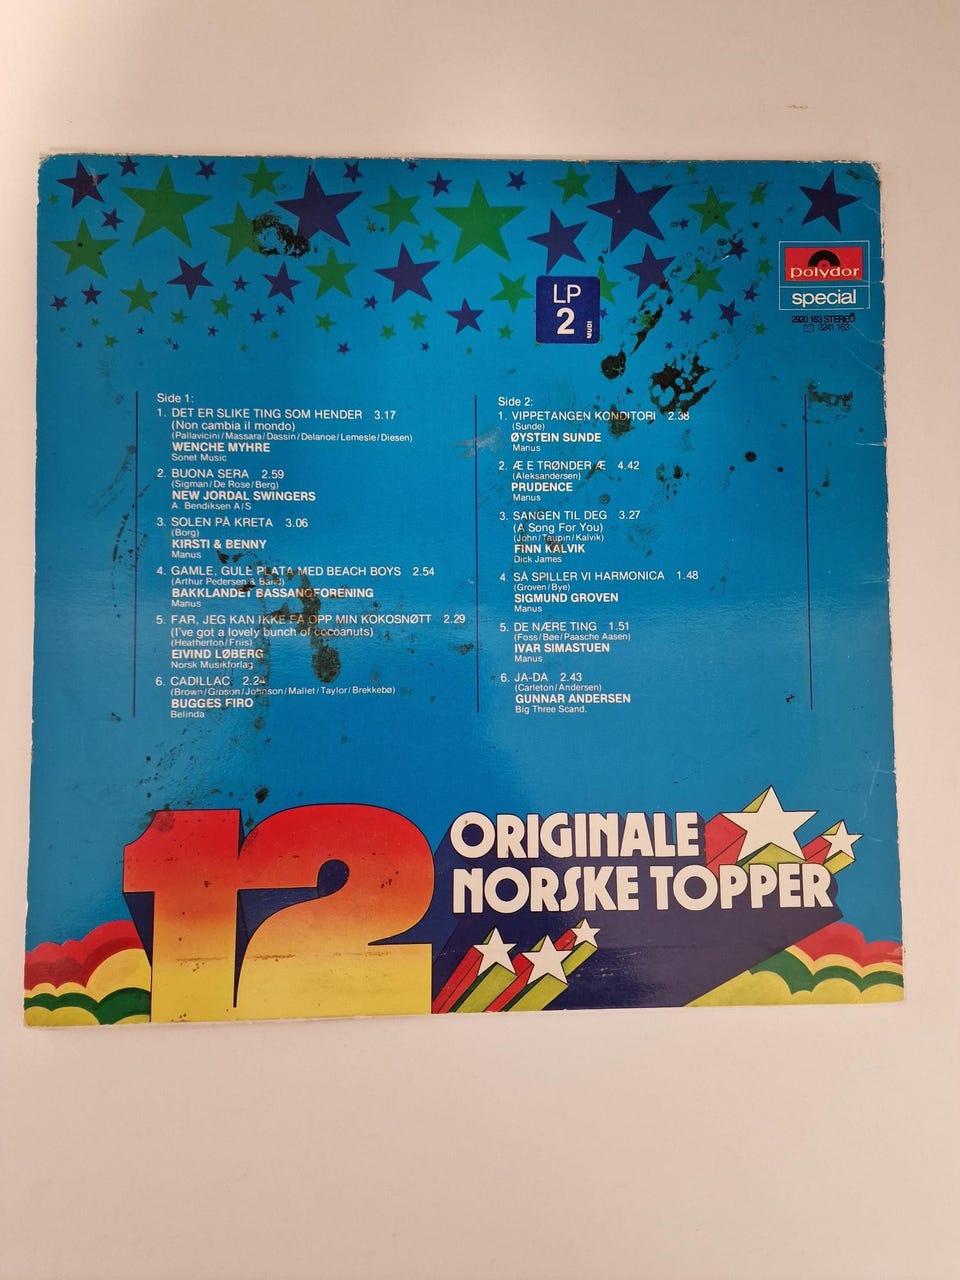 polydor
special
2920 163 STEREO
3241 163
LP
2
MUDI
Side 1:
1. DET ER SLIKE TING SOM HENDER 3.17
(Non cambia il mondo)
(Pallavicini/Massara/Dassin/Delanoe/Lemesle/Diesen)
WENCHE MYHRE
Sonet Music
2. BUONA SERA 2.59
(Sigman/De Rose/Berg)
NEW JORDAL SWINGERS
A. Bendiksen A/S
3. SOLEN PÅ KRETA 3.06
(Borg)
KIRSTI & BENNY
Manus
4. GAMLE, GULE PLATA MED BEACH BOYS 2.54
(Arthur Pedersen & Band)
BAKKLANDET BASSANGFORENING
Manus
5. FAR, JEG KAN IKKE FÅ OPP MIN KOKOSNØTT 2.29
(I've got a lovely bunch of cocoanuts)
(Heatherton/Friis)
EIVIND LØBERG
Norsk Musikforlag
6. CADILLAC 2.24
(Brown/Gibson/Johnson/Mallet/Taylor/Brekkebø)
BUGGES FIRO
Belinda
Side 2:
1. VIPPETANGEN KONDITORI 2.38
(Sunde)
ØYSTEIN SUNDE
Manus
2. Æ E TRØNDER Æ 4.42
(Aleksandersen)
PRUDENCE
Manus
3. SANGEN TIL DEG 3.27
(A Song For You)
(John/Taupin/Kalvik)
FINN KALVIK
Dick James
4. SÅ SPILLER VI HARMONICA 1.48
(Groven/Bye)
SIGMUND GROVEN
Manus
5. DE NÆRE TING 1.51
(Foss/Bøe/Paasche Aasen)
IVAR SIMASTUEN
Manus
6. JA-DA 2.43
(Carleton/Andersen)
GUNNAR ANDERSEN
Big Three Scand.
12
ORIGINALE
NORSKE TOPPER